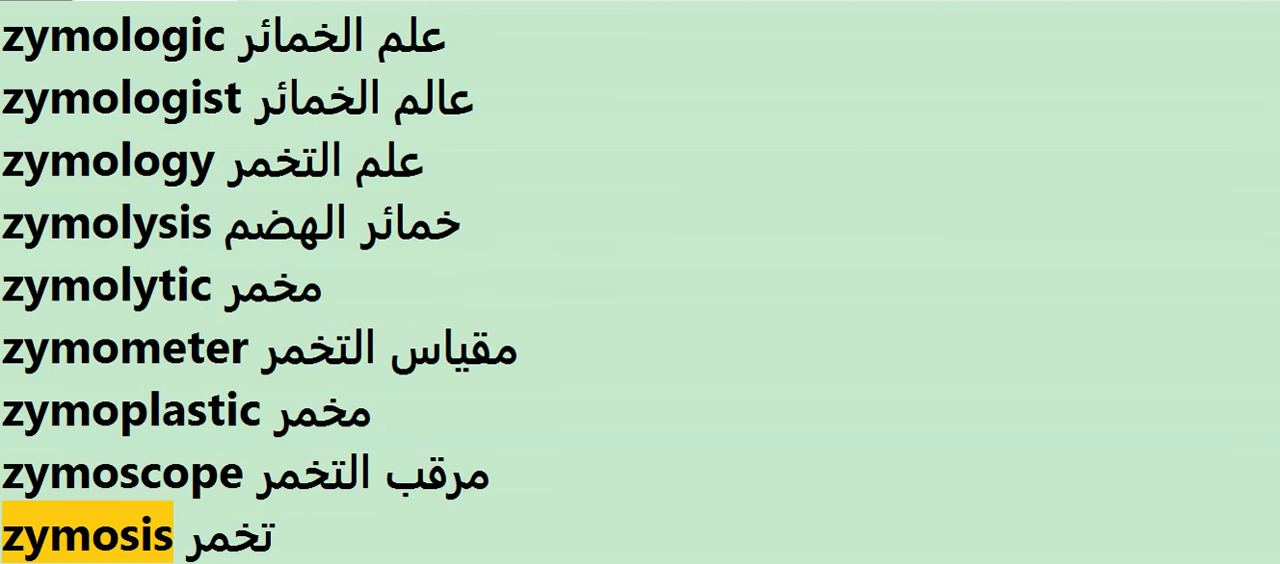 zymologic علم الخمائر
zymologist عالم الخمائر
zymology علم التخمر
zymolysis خمائر الهضم
zymolytic مخمر
zymometer مقياس التخمر
zymoplastic مخمر
zymoscope مرقب التخمر
zymosis تخمر